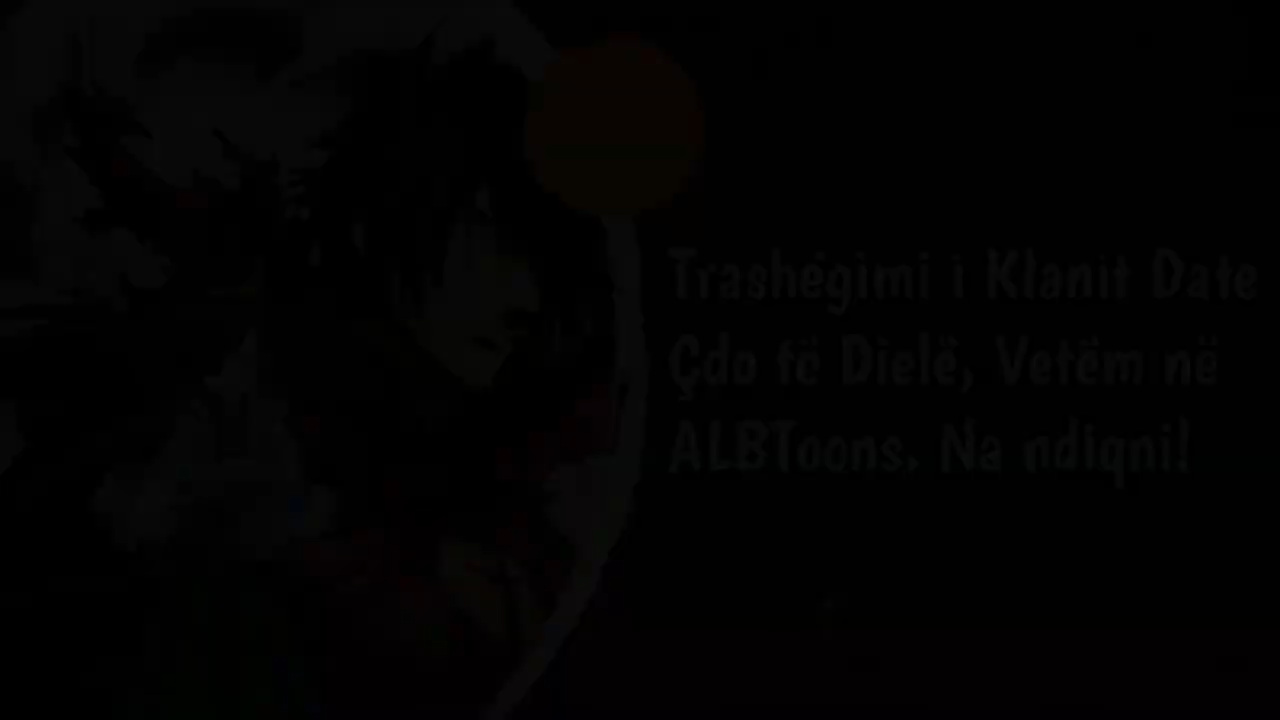 Trashëgimi i Klanit Date
Çdo të Dielë, Vetëm në
ALBToons. Na ndiqni!